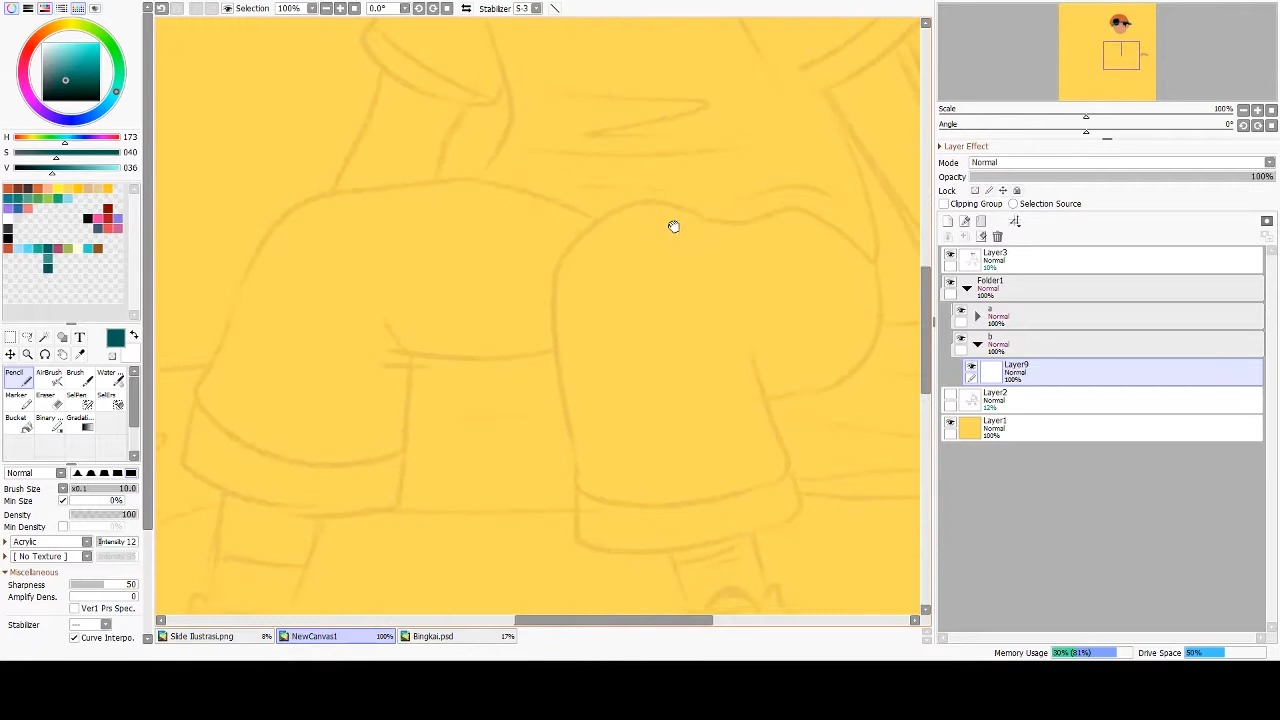 Selection 100% 0.0° Stabilizer S-3
H 173
S 040
V 036
T
Pencil AirBrush Brush Water ...
Marker Eraser SelPen SelErs
Bucket Binary ... Gradati...
Normal
Brush Size x0.1 10.0
Min Size 0%
Density 100
Min Density
Acrylic Intensity 12
[ No Texture ]
Miscellaneous
Sharpness 50
Amplify Dens. 0
Ver1 Prs Spec.
Stabilizer ---
Curve Interpo.
Slide Ilustrasi.png 8% NewCanvas1 100% Bingkai.psd 17%
Scale 100%
Angle 0°
Layer Effect
Mode Normal
Opacity 100%
Lock
Clipping Group Selection Source
Layer3
Normal
10%
Folder1
Normal
100%
a
Normal
100%
b
Normal
100%
Layer9
Normal
100%
Layer2
Normal
12%
Layer1
Normal
100%
Memory Usage 30% (81%) Drive Space 50%